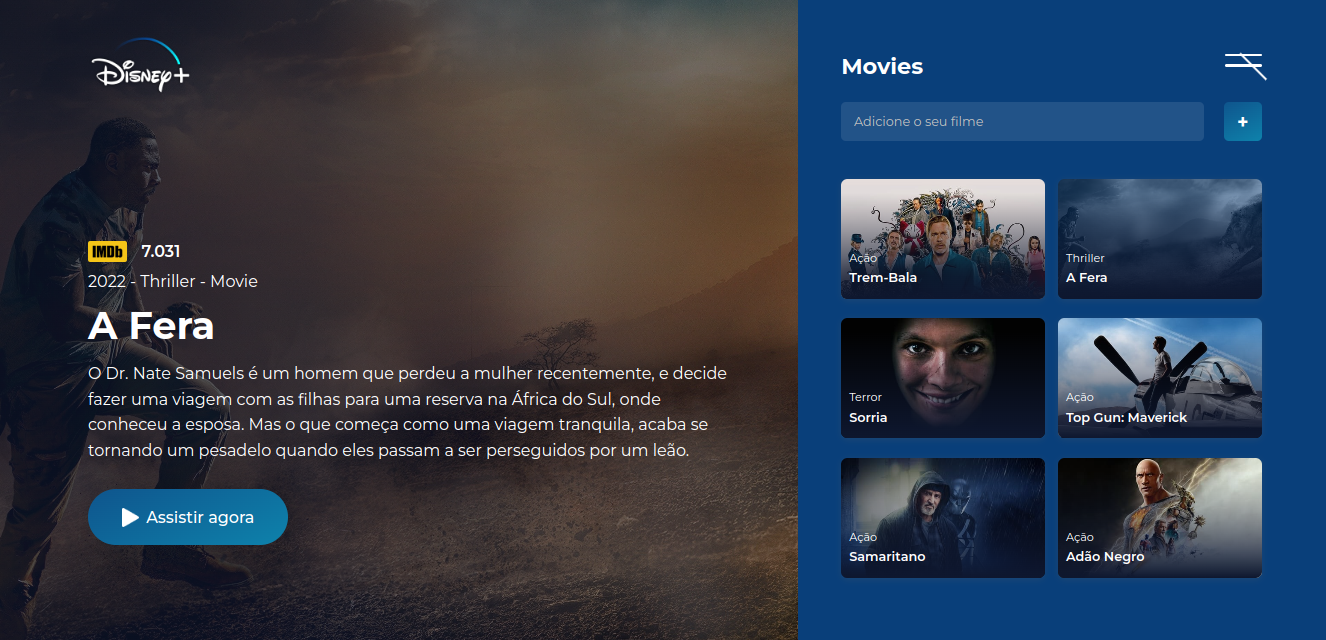 Disney+
IMDb 7.031
2022 - Thriller - Movie
A Fera
O Dr. Nate Samuels é um homem que perdeu a mulher recentemente, e decide
fazer uma viagem com as filhas para uma reserva na África do Sul, onde
conheceu a esposa. Mas o que começa como uma viagem tranquila, acaba se
tornando um pesadelo quando eles passam a ser perseguidos por um leão.
Assistir agora
Movies
Adicione o seu filme
+
Ação
Trem-Bala
Thriller
A Fera
Terror
Sorria
Ação
Top Gun: Maverick
Ação
Samaritano
Ação
Adão Negro